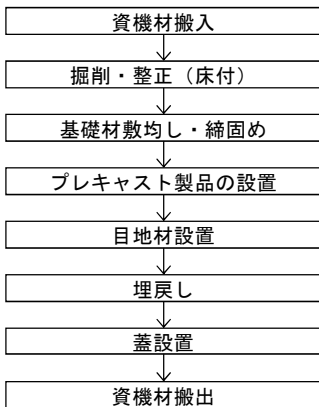 資機材搬入
掘削・整正（床付）
基礎材敷均し・締固め
プレキャスト製品の設置
目地材設置
埋戻し
蓋設置
資機材搬出